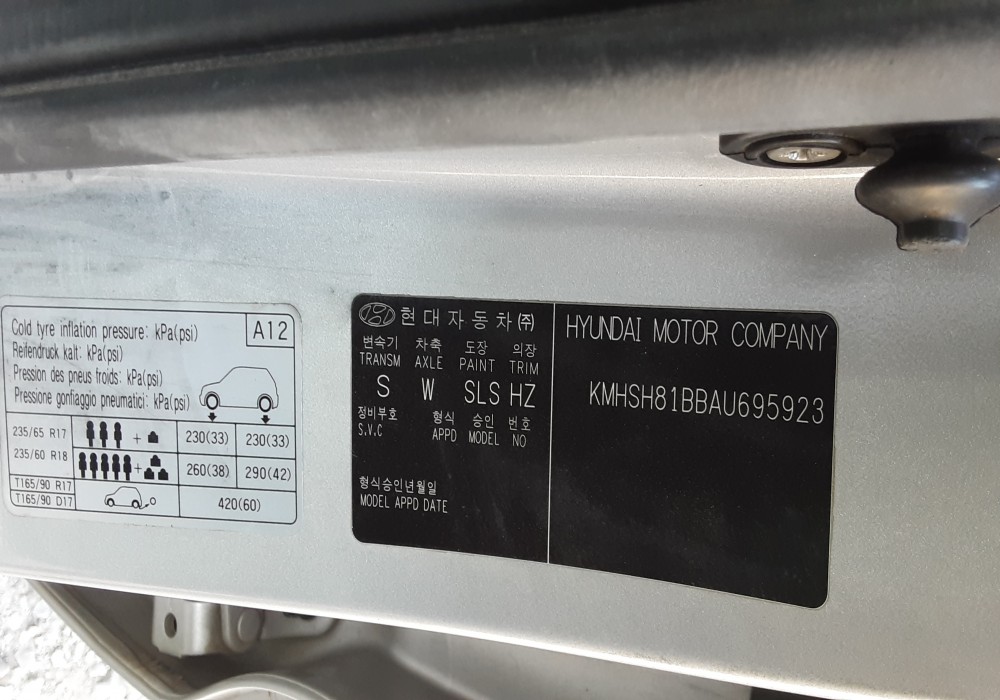 Cold tyre inflation pressure: kPa(psi)
A12
Reifendruck kalt: kPa(psi)
Pression des pneus froids: kPa(psi)
Pressione gonfiaggio pneumatici: kPa(psi)
235/65 R17
235/60 R18
+
230(33) 230(33)
+
260(38) 290(42)
T165/90 R17
T165/90 D17
420(60)
현대자동차(주)
변속기 차축 도장 의장
TRANSM AXLE PAINT TRIM
S W SLS HZ
정비부호 형식 승인 번호
S.V.C APPD MODEL NO
형식승인년월일
MODEL APPD DATE
HYUNDAI MOTOR COMPANY
KMHSH81BBAU695923